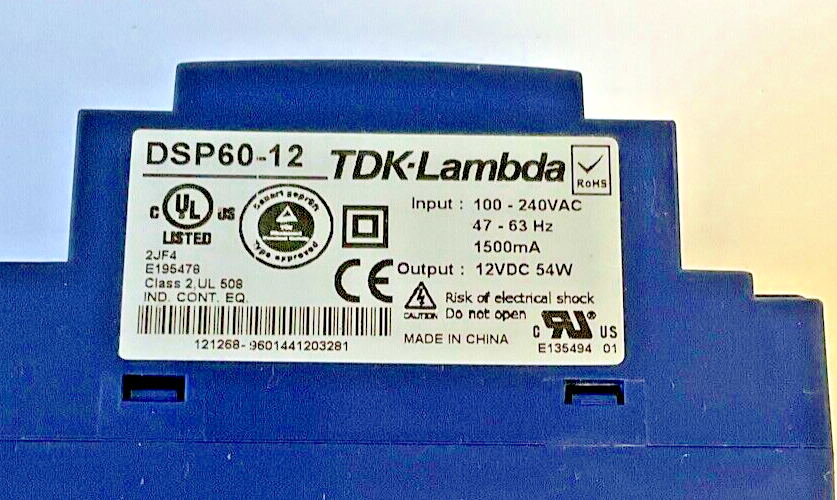 DSP60-12
TDK·Lambda
RoHS
Input : 100 - 240VAC
47 - 63 Hz
1500mA
Output : 12VDC 54W
C UL US
LISTED
2JF4
E195478
Class 2,UL 508
IND. CONT. EQ.
Type approved
CE
CAUTION
Risk of electrical shock
Do not open
121268- 9601441203281
MADE IN CHINA
C US
E135494 01